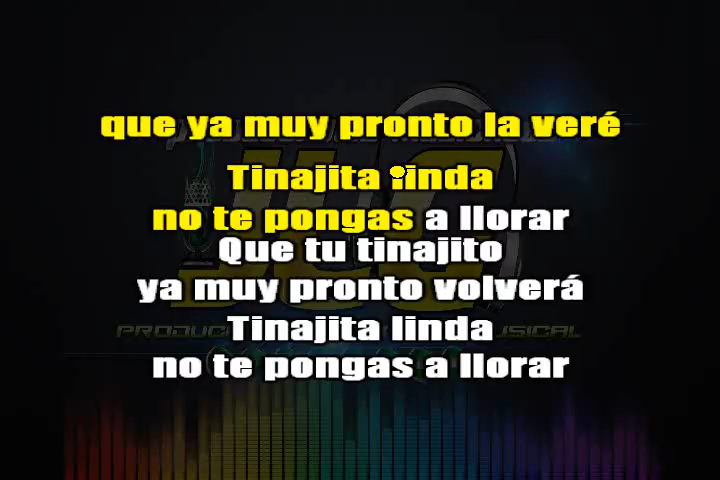 que ya muy pronto la veré
Tinajita linda
no te pongas a llorar
Que tu tinajito
ya muy pronto volverá
Tinajita linda
no te pongas a llorar
JLG